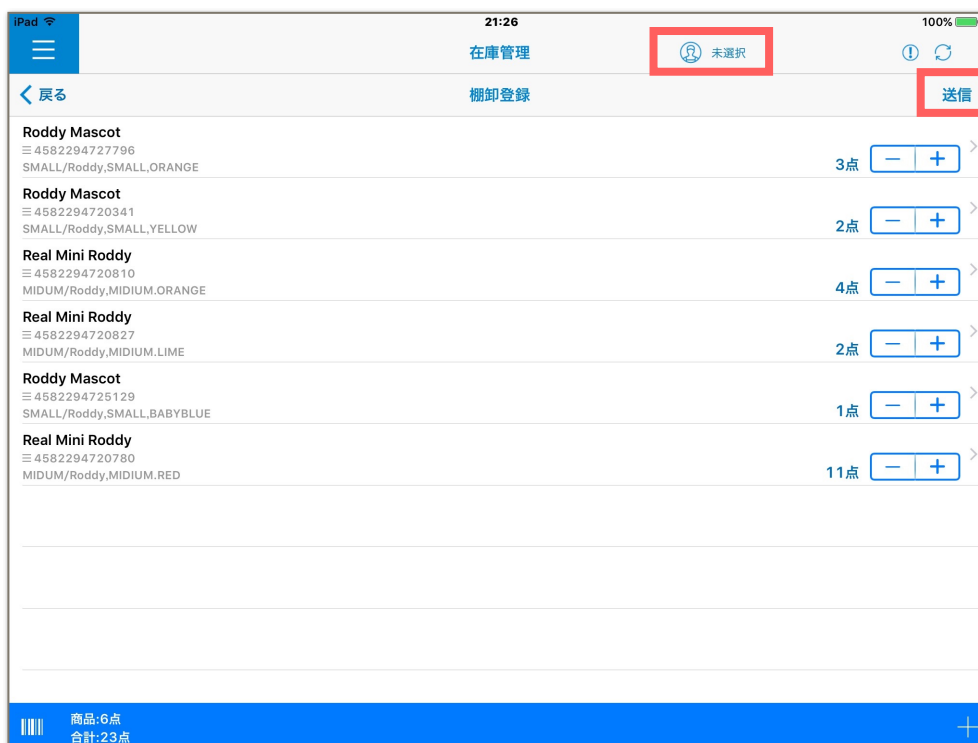 iPad 21:26 100%
在庫管理 未選択
戻る 棚卸登録 送信
Roddy Mascot
4582294727796
SMALL/Roddy,SMALL,ORANGE
3点
Roddy Mascot
4582294720341
SMALL/Roddy,SMALL,YELLOW
2点
Real Mini Roddy
4582294720810
MIDUM/Roddy,MIDIUM.ORANGE
4点
Real Mini Roddy
4582294720827
MIDUM/Roddy,MIDIUM.LIME
2点
Roddy Mascot
4582294725129
SMALL/Roddy,SMALL,BABYBLUE
1点
Real Mini Roddy
4582294720780
MIDUM/Roddy,MIDIUM.RED
11点
商品:6点
合計:23点